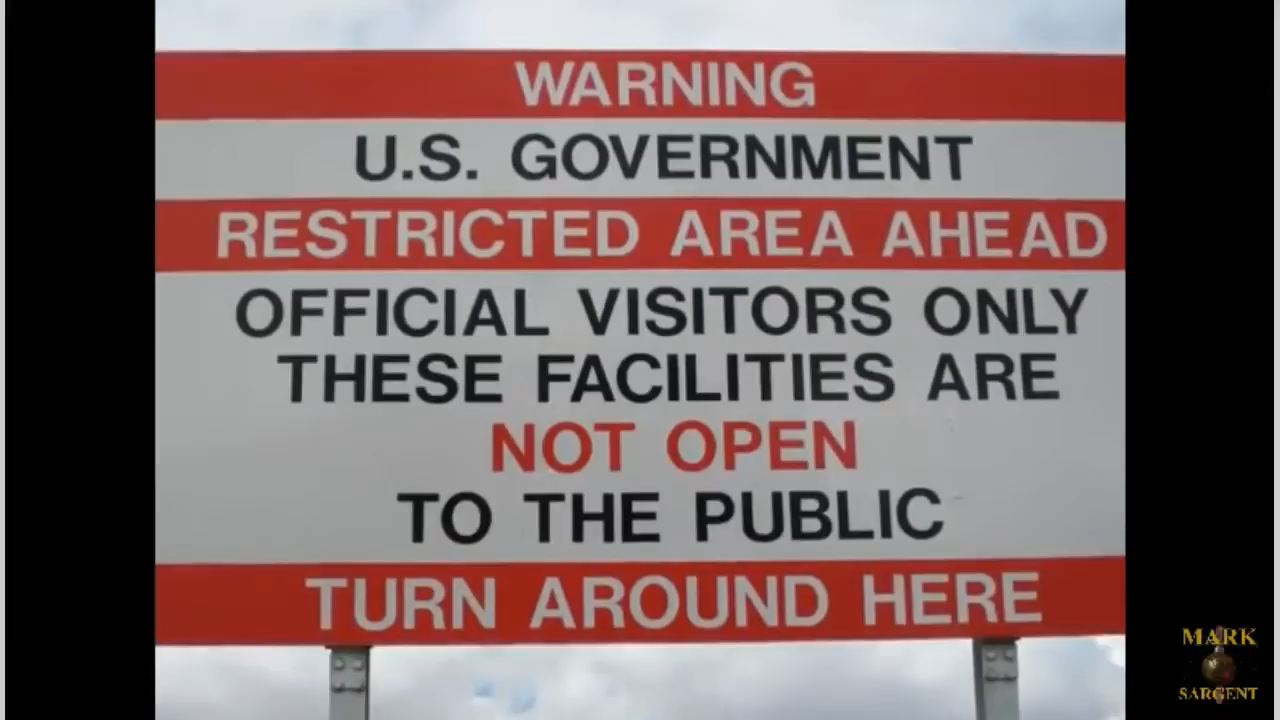 WARNING
U.S. GOVERNMENT
RESTRICTED AREA AHEAD
OFFICIAL VISITORS ONLY
THESE FACILITIES ARE
NOT OPEN
TO THE PUBLIC
TURN AROUND HERE
MARK
SARGENT